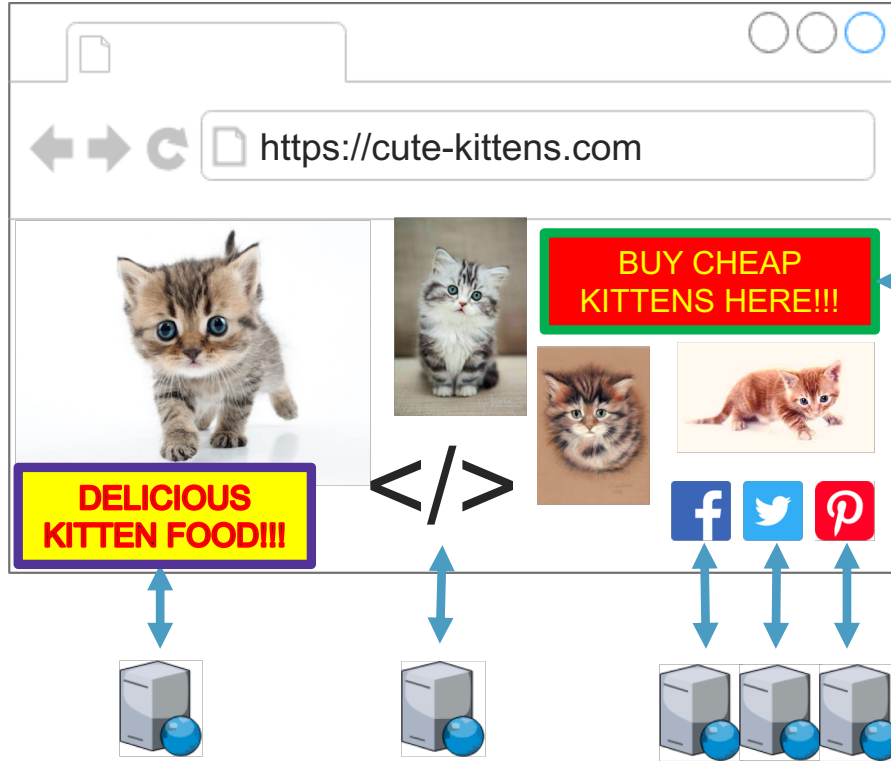 https://cute-kittens.com
BUY CHEAP
KITTENS HERE!!!
</>
DELICIOUS
KITTEN FOOD!!!